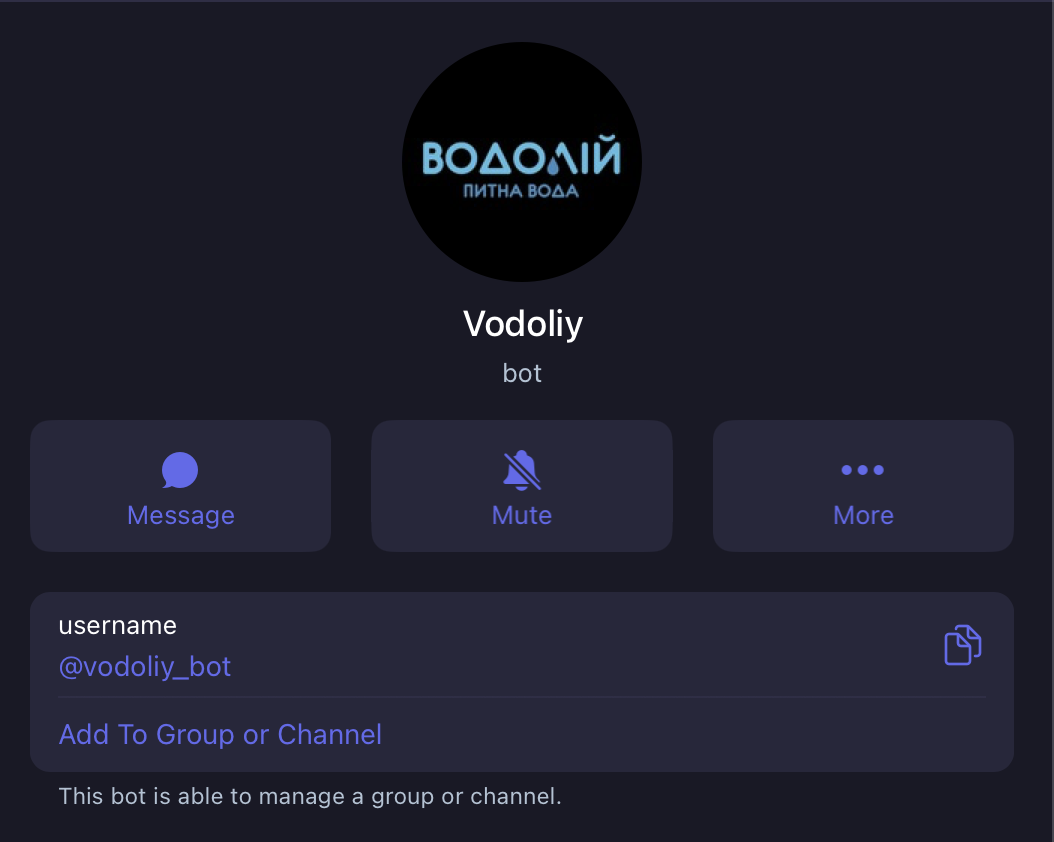 ВОДОЛІЙ
ПИТНА ВОДА
Vodoliy
bot
Message
Mute
More
username
@vodoliy_bot
Add To Group or Channel
This bot is able to manage a group or channel.